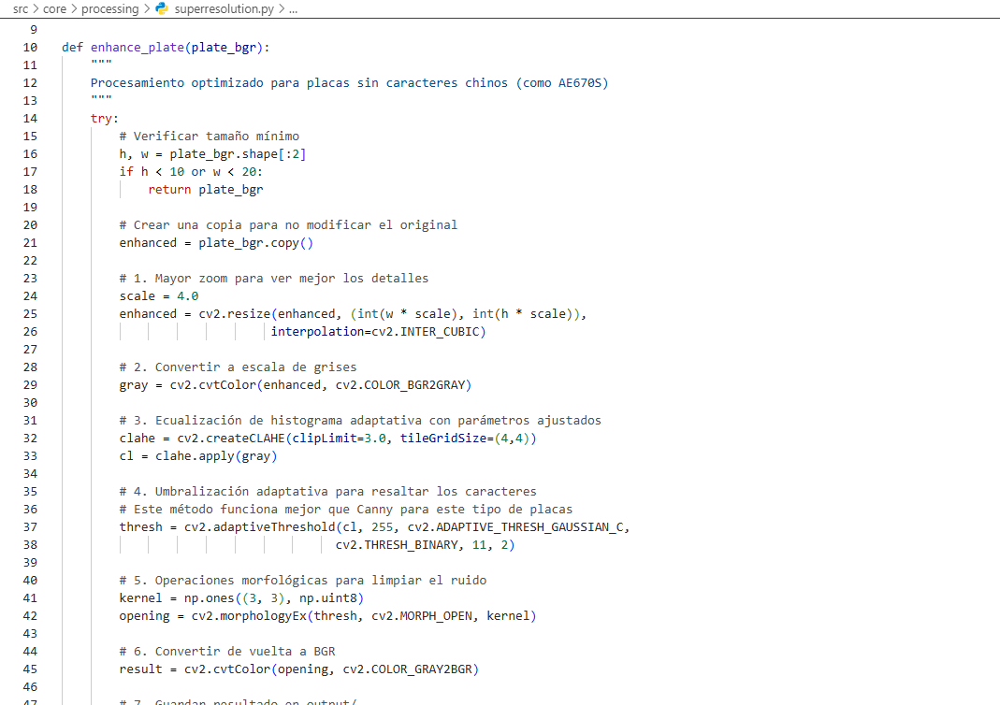 src > core > processing > superresolution.py > ...
9
10 def enhance_plate(plate_bgr):
11 """
12 Procesamiento optimizado para placas sin caracteres chinos (como AE670S)
13 """
14 try:
15 # Verificar tamaño mínimo
16 h, w = plate_bgr.shape[:2]
17 if h < 10 or w < 20:
18 return plate_bgr
19
20 # Crear una copia para no modificar el original
21 enhanced = plate_bgr.copy()
22
23 # 1. Mayor zoom para ver mejor los detalles
24 scale = 4.0
25 enhanced = cv2.resize(enhanced, (int(w * scale), int(h * scale)),
26 interpolation=cv2.INTER_CUBIC)
27
28 # 2. Convertir a escala de grises
29 gray = cv2.cvtColor(enhanced, cv2.COLOR_BGR2GRAY)
30
31 # 3. Ecualización de histograma adaptativa con parámetros ajustados
32 clahe = cv2.createCLAHE(clipLimit=3.0, tileGridSize=(4,4))
33 cl = clahe.apply(gray)
34
35 # 4. Umbralización adaptativa para resaltar los caracteres
36 # Este método funciona mejor que Canny para este tipo de placas
37 thresh = cv2.adaptiveThreshold(cl, 255, cv2.ADAPTIVE_THRESH_GAUSSIAN_C,
38 cv2.THRESH_BINARY, 11, 2)
39
40 # 5. Operaciones morfológicas para limpiar el ruido
41 kernel = np.ones((3, 3), np.uint8)
42 opening = cv2.morphologyEx(thresh, cv2.MORPH_OPEN, kernel)
43
44 # 6. Convertir de vuelta a BGR
45 result = cv2.cvtColor(opening, cv2.COLOR_GRAY2BGR)
46
47 # 7. resultado en output/